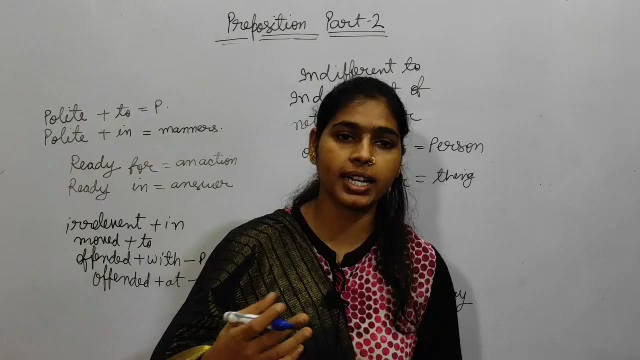 Preposition Part-2
Polite + to = P.
Polite + in = manners.
Ready for = an action
Ready in = answer
irrelevent + in
moved + to
offended + with - P
offended + at -
Indifferent to
of
= Person
= thing